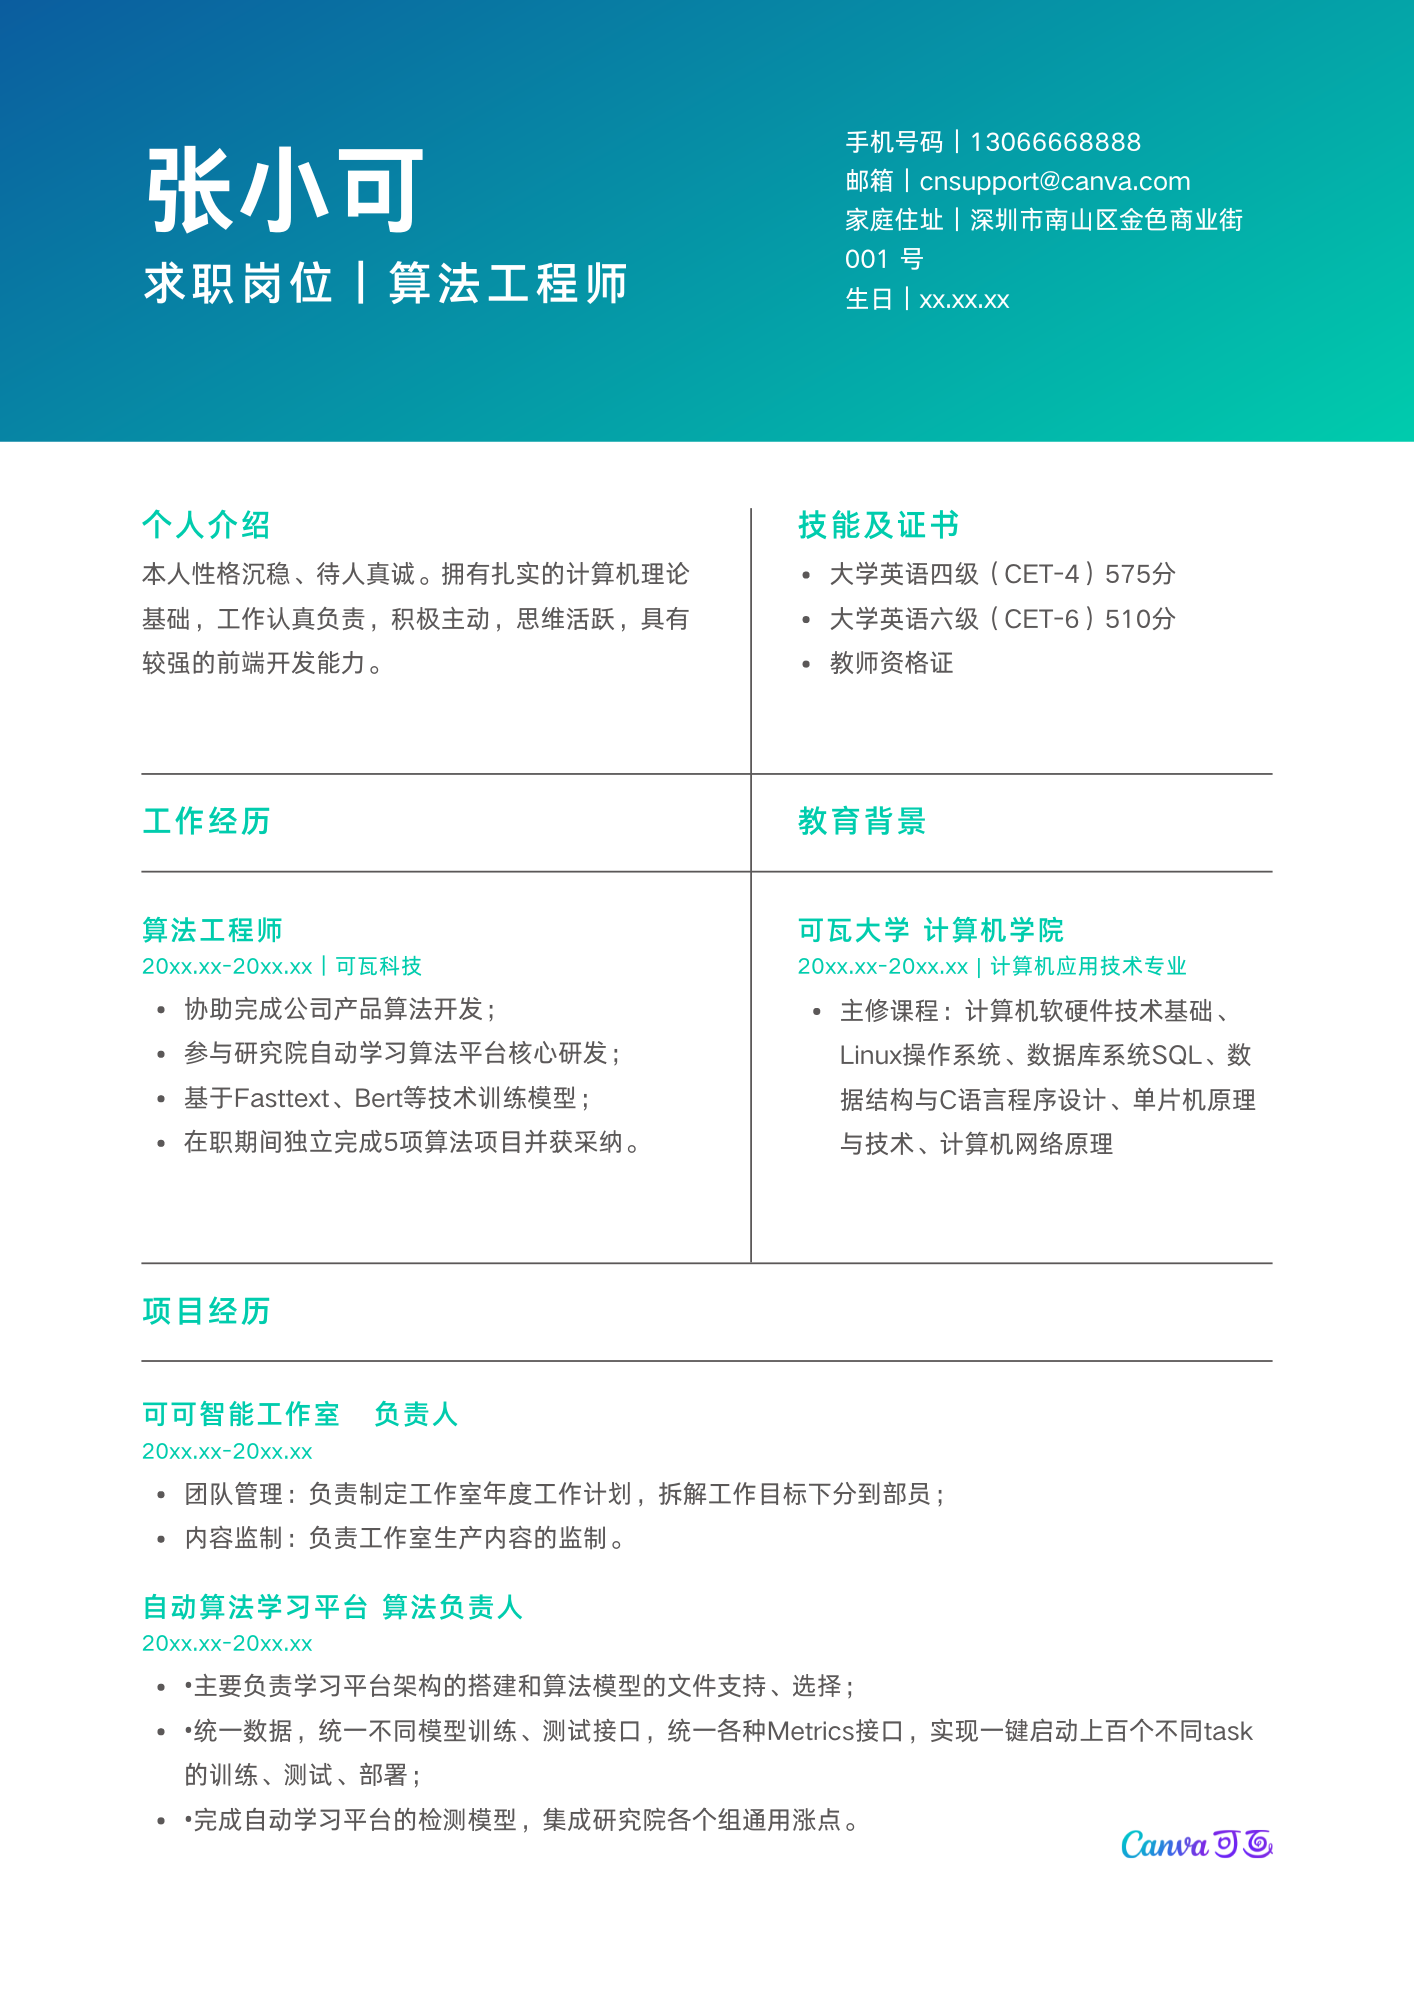 张小可
求职岗位｜算法工程师
手机号码｜13066668888
邮箱｜cnsupport@canva.com
家庭住址｜深圳市南山区金色商业街
001 号
生日｜xx.xx.xx
个人介绍
本人性格沉稳、待人真诚。拥有扎实的计算机理论
基础，工作认真负责，积极主动，思维活跃，具有
较强的前端开发能力。
技能及证书
• 大学英语四级（CET-4）575分
• 大学英语六级（CET-6）510分
• 教师资格证
工作经历
算法工程师
20xx.xx-20xx.xx｜可瓦科技
• 协助完成公司产品算法开发；
• 参与研究院自动学习算法平台核心研发；
• 基于Fasttext、Bert等技术训练模型；
• 在职期间独立完成5项算法项目并获采纳。
教育背景
可瓦大学 计算机学院
20xx.xx-20xx.xx | 计算机应用技术专业
• 主修课程：计算机软硬件技术基础、
Linux操作系统、数据库系统SQL、数
据结构与C语言程序设计、单片机原理
与技术、计算机网络原理
项目经历
可可智能工作室　负责人
20xx.xx-20xx.xx
• 团队管理：负责制定工作室年度工作计划，拆解工作目标下分到部员；
• 内容监制：负责工作室生产内容的监制。
自动算法学习平台 算法负责人
20xx.xx-20xx.xx
• •主要负责学习平台架构的搭建和算法模型的文件支持、选择；
• •统一数据，统一不同模型训练、测试接口，统一各种Metrics接口，实现一键启动上百个不同task
的训练、测试、部署；
• •完成自动学习平台的检测模型，集成研究院各个组通用涨点。
Canva可画